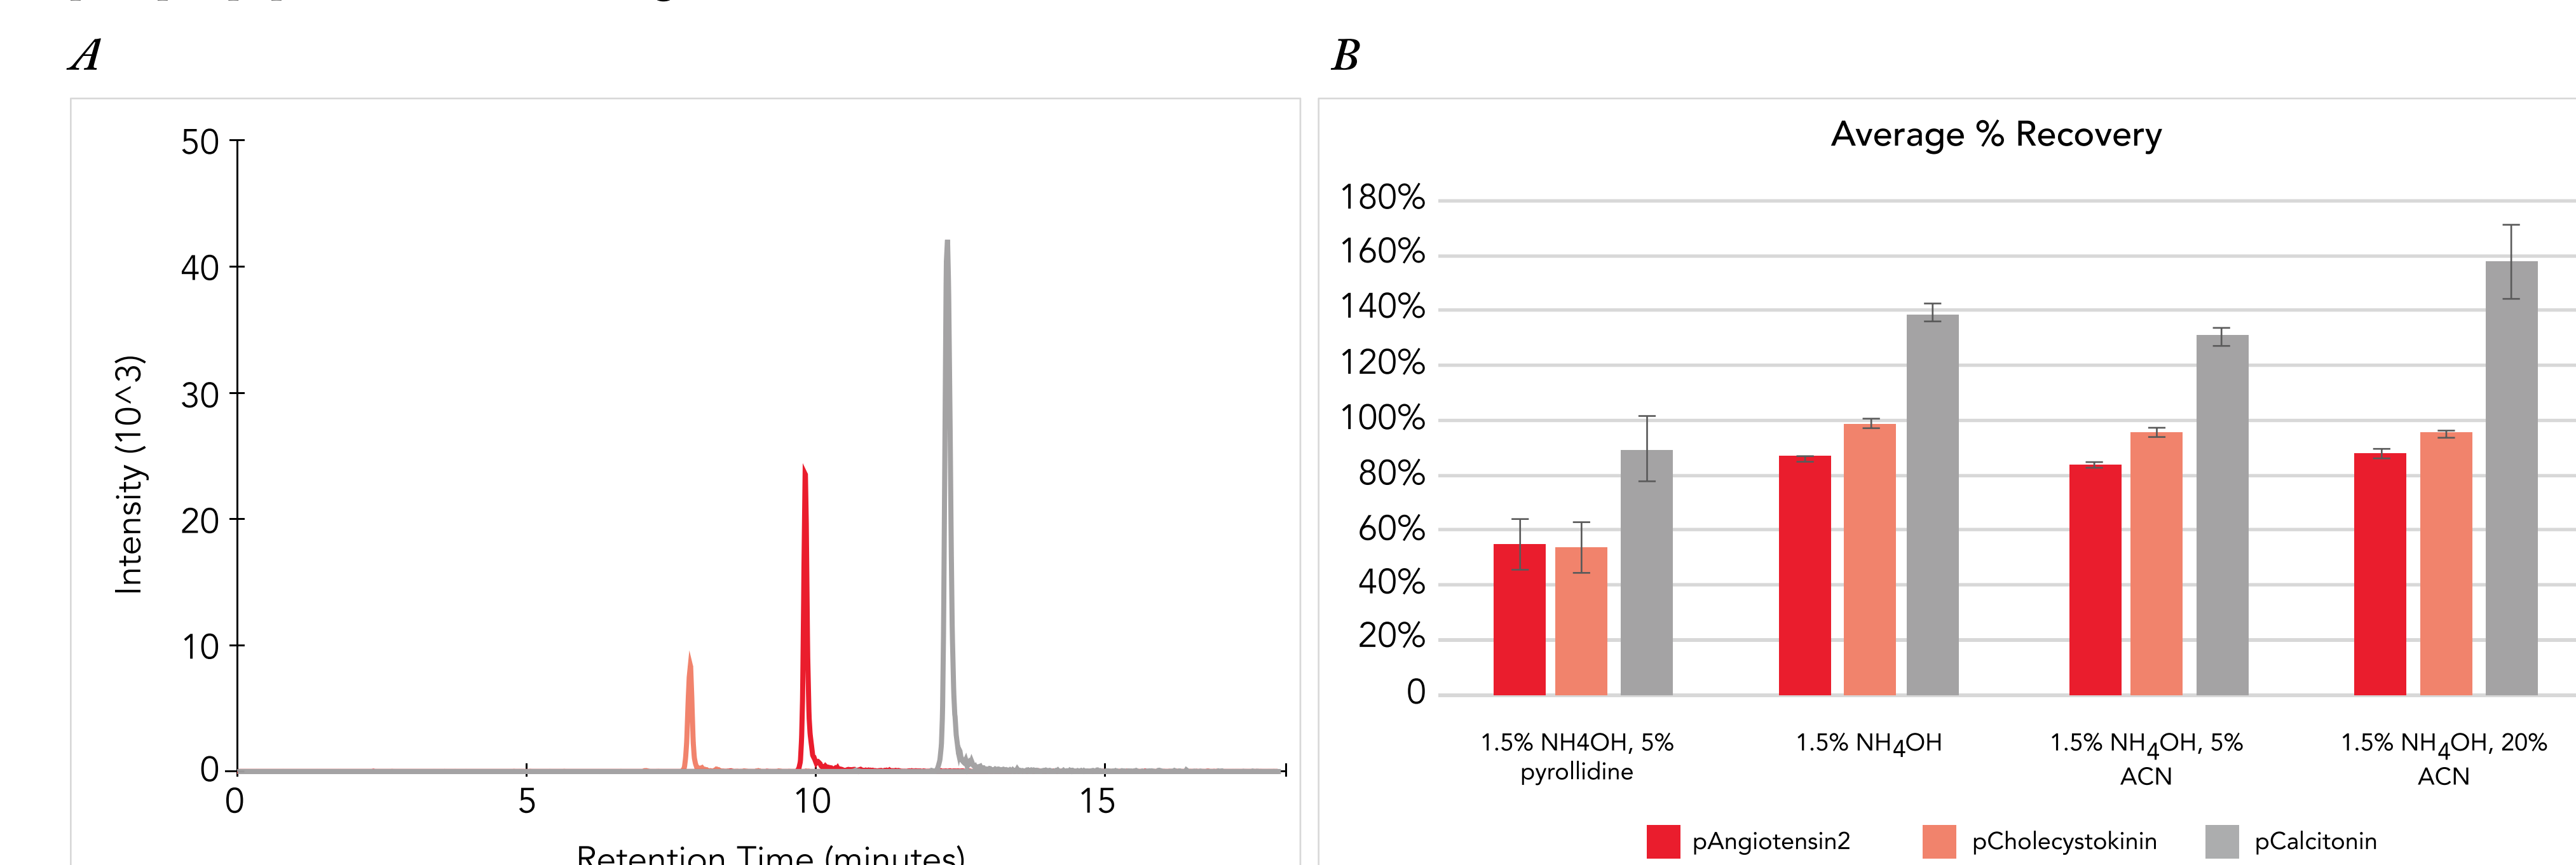 A
B
50
40
30
20
10
0
Intensity (10^3)
0 5 10 15
Retention Time (minutes)
Average % Recovery
180%
160%
140%
120%
100%
80%
60%
40%
20%
0
1.5% NH4OH, 5%
pyrollidine
1.5% NH4OH
1.5% NH4OH, 5%
ACN
1.5% NH4OH, 20%
ACN
pAngiotensin2 pCholecystokinin pCalcitonin